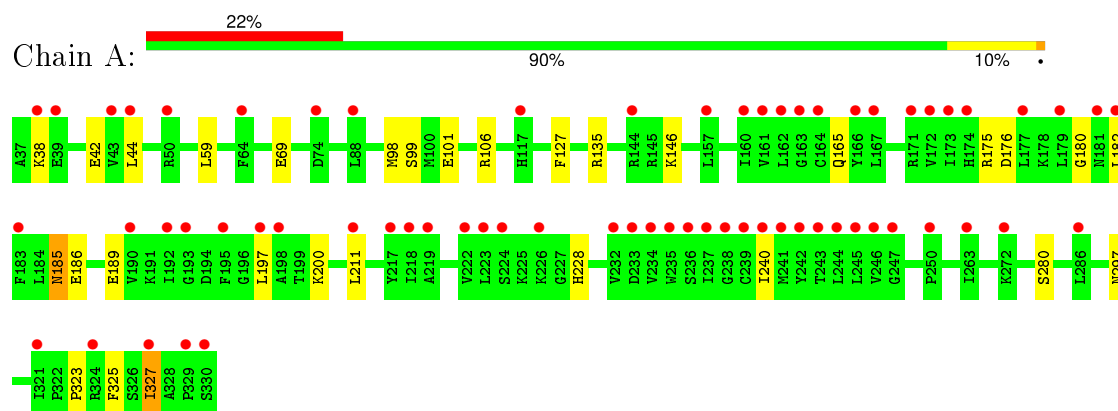 22%
Chain A:
90% 10% •
A37 K38 E39 E42 V43 L44 R50 L59 F64 E69 D74 L88 M98 S99 M100 E101 R106 H117 F127 R135 R144 R145 K146 L157 I160 V161 I162 G163 C164 Q165 Y166 L167 R171 V172 I173 H174 R175 D176 L177 K178 L179 G180 N181 L182
F183 L184 N185 E186 E189 V190 K191 I192 G193 D194 F195 G196 L197 A198 T199 K200 L211 Y217 I218 A219 V222 L223 S224 K225 K226 G227 H228 V232 D233 V234 W235 S236 I237 G238 C239 I240 M241 Y242 T243 L244 L245 V246 G247 P250 I263 K272 S280 L286
I321 P322 P323 R324 F325 S326 I327 A328 P329 S330